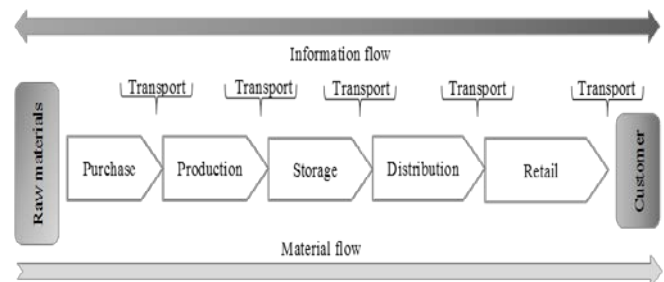 Information flow
Transport Transport Transport Transport Transport
Raw materials
Purchase Production Storage Distribution Retail
Customer
Material flow